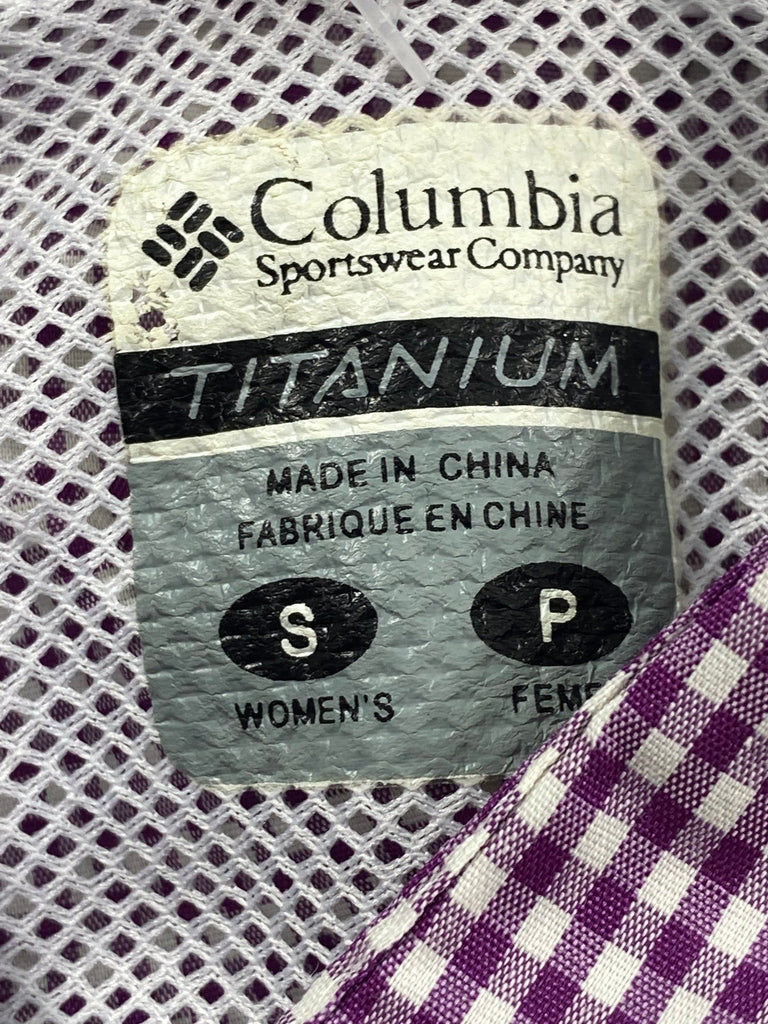 Columbia
Sportswear Company
TITANIUM
MADE IN CHINA
FABRIQUE EN CHINE
S P
WOMEN'S